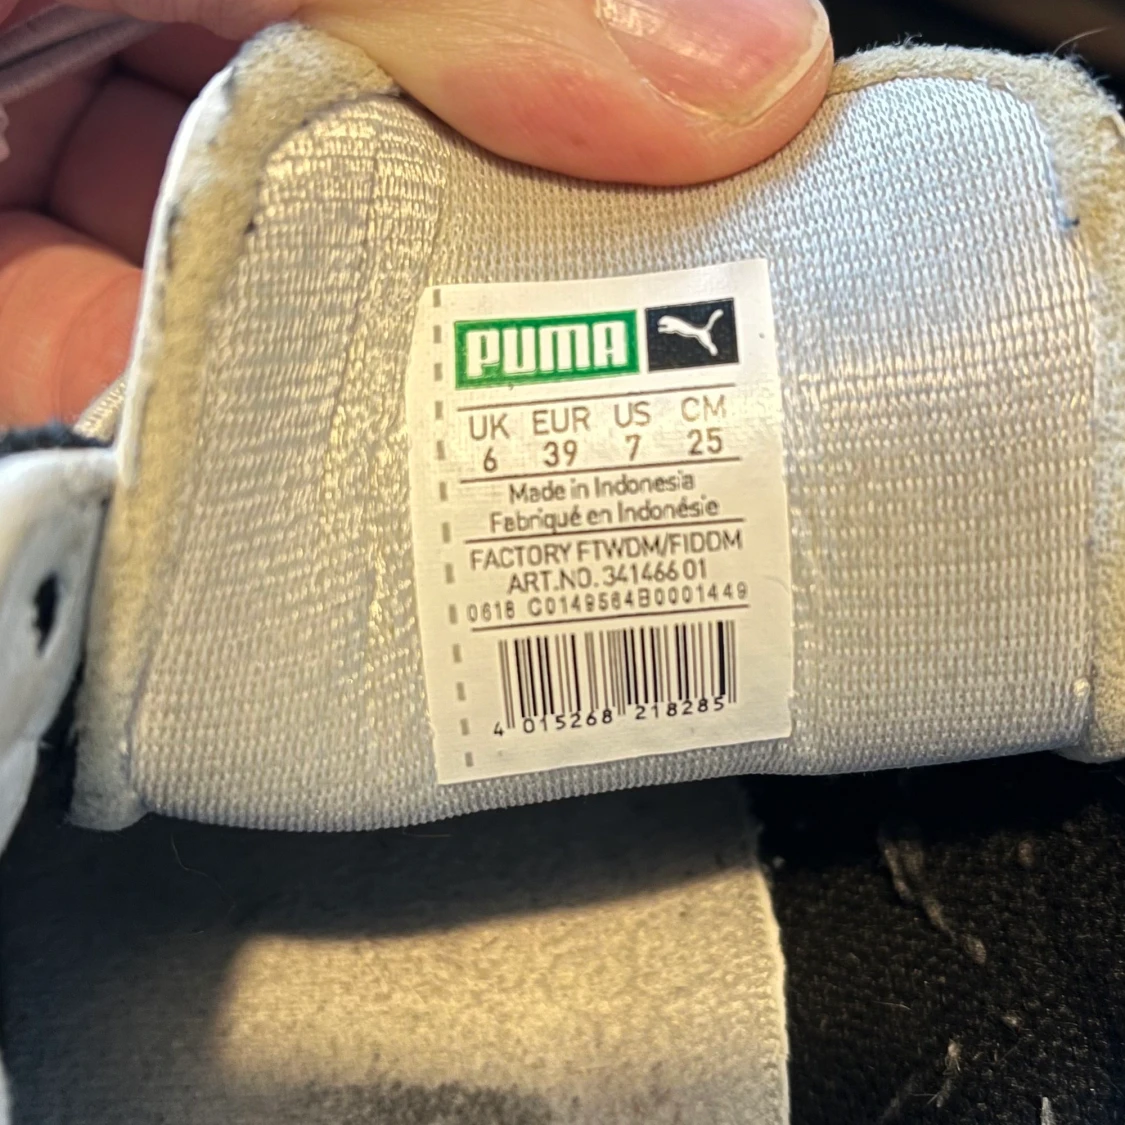 PUMA
UK EUR US CM
6 39 7 25
Made in Indonesia
Fabriqué en Indonésie
FACTORY FTWDM/FIDDM
ART.NO. 341466 01
0618 C0149564B0001449
4 015268 218285